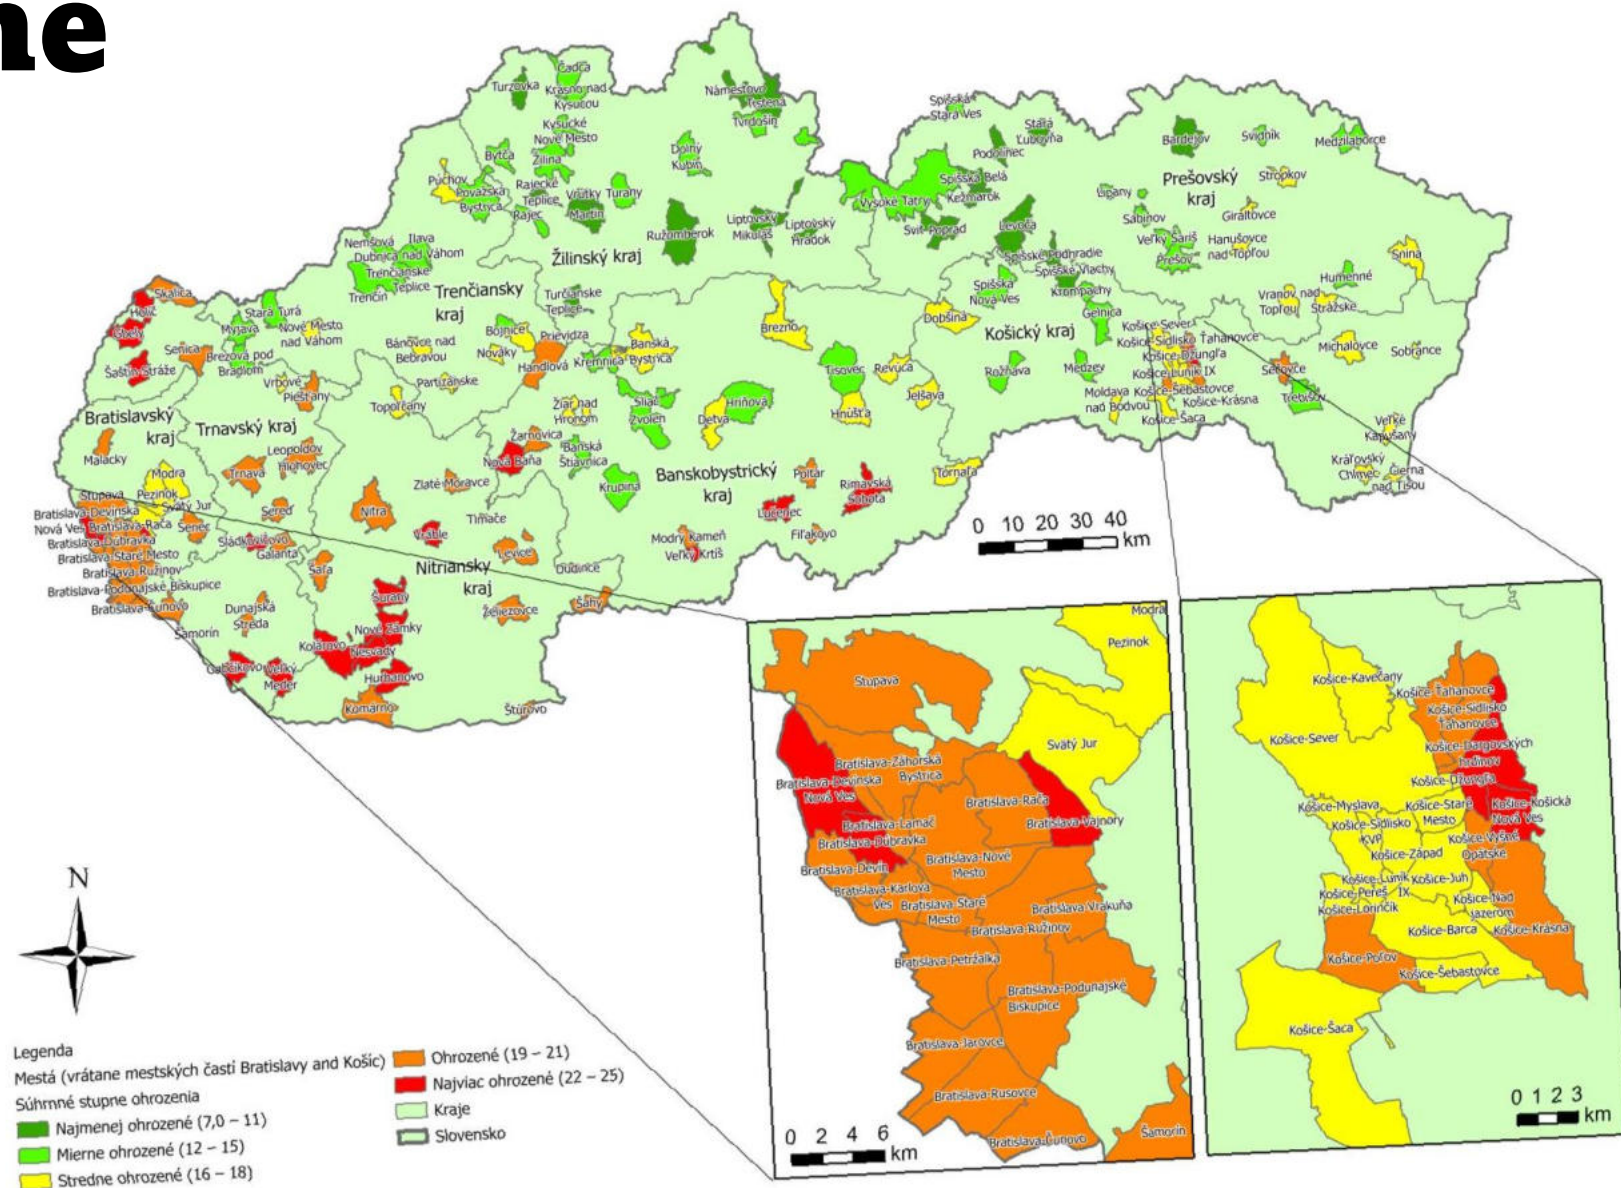 ne
Čadca
Turzovka
Krásno nad
Kysucou
Námestovo
Trstená
Tvrdošín
Kysucké
Nové Mesto
Bytča
Žilina
Dolný
Kubín
Púchov
Považská
Bystrica
Rajecké
Teplice
Rajec
Vrútky
Turany
Martin
Ružomberok
Liptovský
Mikuláš
Liptovský
Hrádok
Žilinský kraj
Spišská
Stará Ves
Stará
Ľubovňa
Podolínec
Spišská Belá
Kežmarok
Vysoké Tatry
Svit
Poprad
Levoča
Bardejov
Svidník
Medzilaborce
Prešovský
kraj
Stropkov
Lipany
Sabinov
Giraltovce
Veľký Šariš
Prešov
Hanušovce
nad Topľou
Snina
Humenné
Vranov nad
Topľou
Strážske
Spišské Podhradie
Spišské Vlachy
Krompachy
Spišská
Nová Ves
Gelnica
Dobšiná
Košický kraj
Košice-Sever
Košice-Sídlisko Ťahanovce
Košice-Džungľa
Košice-Luník IX
Košice-Šebastovce
Košice-Krásna
Košice-Šaca
Moldava
nad Bodvou
Medzev
Rožňava
Michalovce
Sobrance
Sečovce
Trebišov
Veľké
Kapušany
Kráľovský
Chlmec
Čierna
nad Tisou
Nemšová
Ilava
Dubnica nad Váhom
Trenčianske
Teplice
Trenčín
Trenčiansky
kraj
Turčianske
Teplice
Skalica
Holíč
Gbely
Šaštín-Stráže
Senica
Stará Turá
Myjava
Nové Mesto
nad Váhom
Brezová pod
Bradlom
Vrbové
Piešťany
Bánovce nad
Bebravou
Bojnice
Prievidza
Nováky
Handlová
Partizánske
Topoľčany
Kremnica
Banská
Bystrica
Brezno
Tisovec
Revúca
Hnúšťa
Jelšava
Žiar nad
Hronom
Sliač
Zvolen
Hriňová
Detva
Žarnovica
Nová Baňa
Banská
Štiavnica
Krupina
Banskobystrický
kraj
Poltár
Rimavská
Sobota
Tornaľa
Lučenec
Fiľakovo
Modrý Kameň
Veľký Krtíš
Dudince
Šahy
Bratislavský
kraj
Trnavský kraj
Malacky
Modra
Pezinok
Stupava
Svätý Jur
Leopoldov
Hlohovec
Trnava
Sereď
Senec
Sládkovičovo
Galanta
Bratislava-Devínska
Nová Ves
Bratislava-Rača
Bratislava-Dúbravka
Bratislava-Staré Mesto
Bratislava-Ružinov
Bratislava-Podunajské Biskupice
Bratislava-Čunovo
Šamorín
Dunajská
Streda
Gabčíkovo
Veľký
Meder
Zlaté Moravce
Nitra
Vráble
Tlmače
Levice
Nitriansky
kraj
Šaľa
Šurany
Nové Zámky
Kolárovo
Nesvady
Hurbanovo
Komárno
Želiezovce
Štúrovo
0 10 20 30 40
km
Modra
Pezinok
Stupava
Svätý Jur
Bratislava-Záhorská
Bystrica
Bratislava-Devínska
Nová Ves
Bratislava-Rača
Bratislava-Vajnory
Bratislava-Lamač
Bratislava-Dúbravka
Bratislava-Nové
Mesto
Bratislava-Devín
Bratislava-Karlova
Ves
Bratislava-Staré
Mesto
Bratislava-Vrakuňa
Bratislava-Ružinov
Bratislava-Petržalka
Bratislava-Podunajské
Biskupice
Bratislava-Jarovce
Bratislava-Rusovce
Bratislava-Čunovo
Šamorín
0 2 4 6
km
Košice-Kavečany
Košice-Ťahanovce
Košice-Sídlisko
Ťahanovce
Košice-Sever
Košice-Dargovských
hrdinov
Košice-Džungľa
Košice-Myslava
Košice-Staré
Mesto
Košice-Košická
Nová Ves
Košice-Sídlisko
KVP
Košice-Vyšné
Opátske
Košice-Západ
Košice-Luník
IX
Košice-Juh
Košice-Pereš
Košice-Lorinčík
Košice-Nad
jazerom
Košice-Barca
Košice-Krásna
Košice-Poľov
Košice-Šebastovce
Košice-Šaca
0 1 2 3
km
N
Legenda
Mestá (vrátane mestských častí Bratislavy and Košíc)
Súhrnné stupne ohrozenia
Najmenej ohrozené (7,0 – 11)
Mierne ohrozené (12 – 15)
Stredne ohrozené (16 – 18)
Ohrozené (19 – 21)
Najviac ohrozené (22 – 25)
Kraje
Slovensko